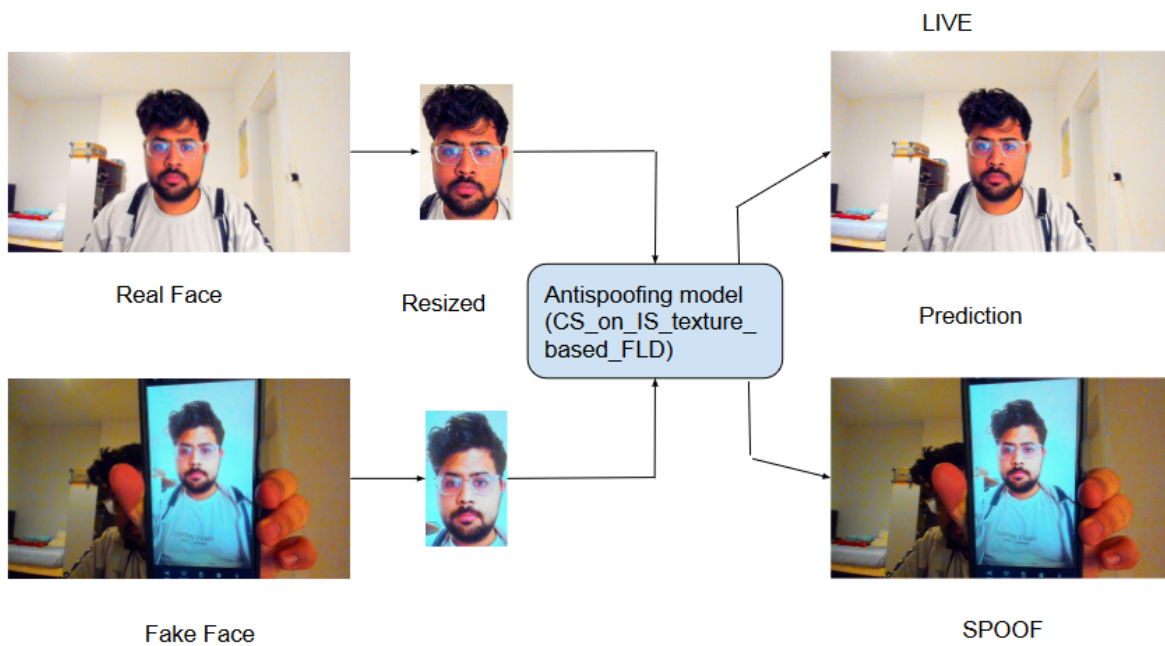 LIVE
Real Face
Resized
Antispoofing model
(CS_on_IS_texture_
based_FLD)
Prediction
Fake Face
SPOOF